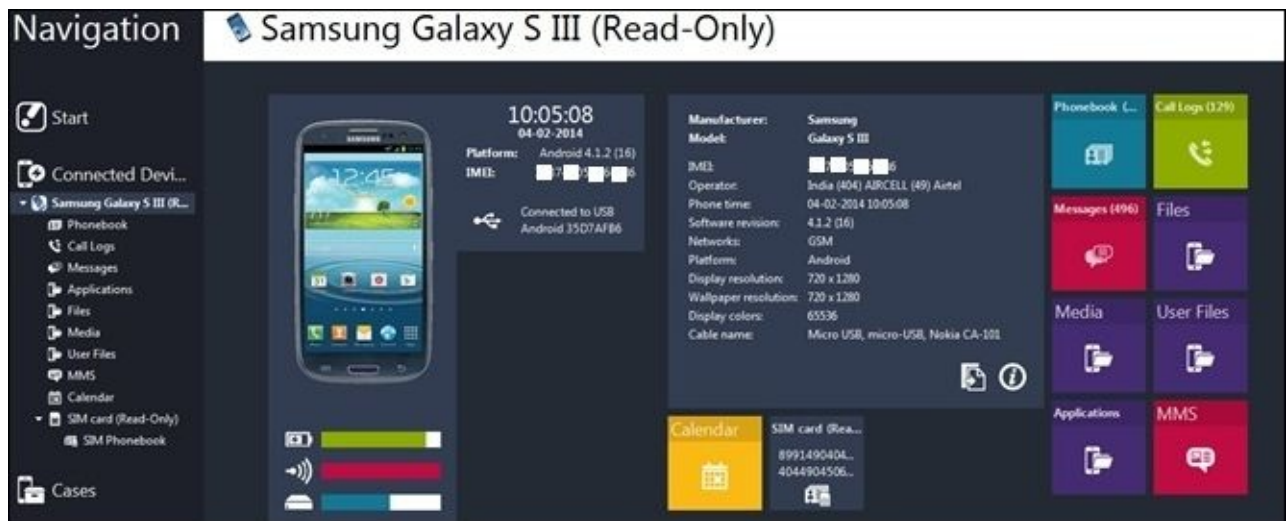 Navigation
Samsung Galaxy S III (Read-Only)
Start
Connected Devi...
Samsung Galaxy S III (R...
Phonebook
Call Logs
Messages
Applications
Files
Media
User Files
MMS
Calendar
SIM card (Read-Only)
SIM Phonebook
Cases
SAMSUNG
12:45
10:05:08
04-02-2014
Platform: Android 4.1.2 (16)
IMEI:
Connected to USB
Android 35D7AFB6
Manufacturer: Samsung
Model: Galaxy S III
IMEI:
Operator: India (404) AIRCELL (49) Airtel
Phone time: 04-02-2014 10:05:08
Software revision: 4.1.2 (16)
Networks: GSM
Platform: Android
Display resolution: 720 x 1280
Wallpaper resolution: 720 x 1280
Display colors: 65536
Cable name: Micro USB, micro-USB, Nokia CA-101
Calendar
SIM card (Rea...
8991490404...
4044904506...
Phonebook (...
Call Logs (129)
Messages (496)
Files
Media
User Files
Applications
MMS